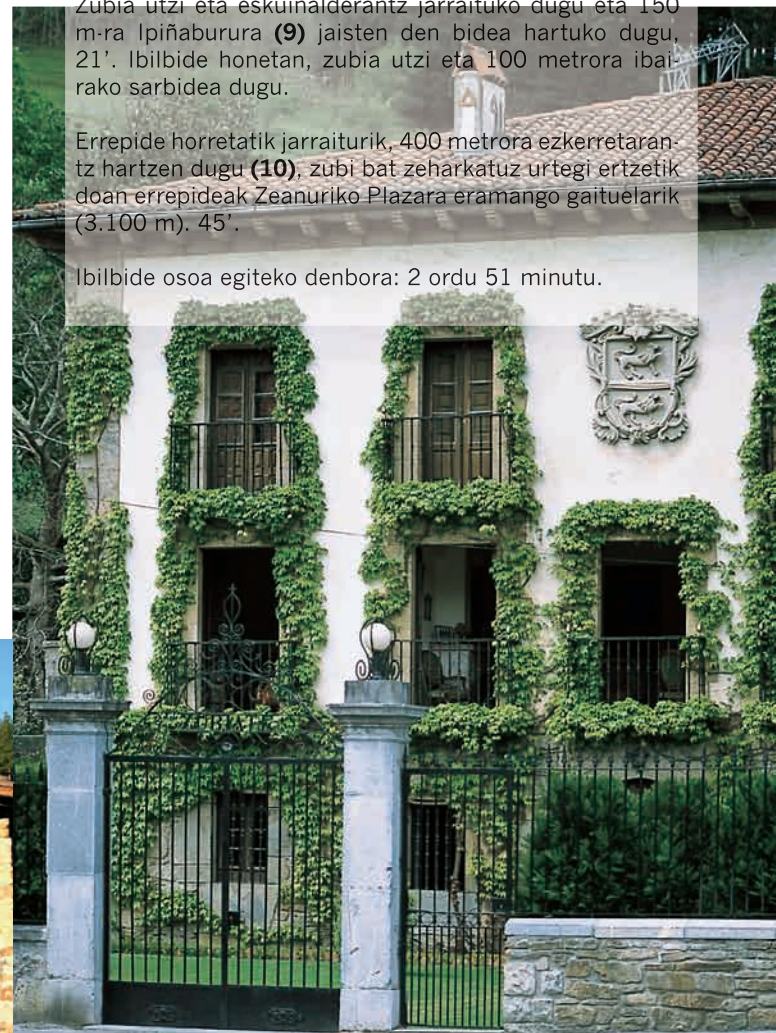 Zubia utzi eta eskuinalderantz jarraituko dugu eta 150
m-ra Ipiñaburura (9) jaisten den bidea hartuko dugu,
21’. Ibilbide honetan, zubia utzi eta 100 metrora ibai-
rako sarbidea dugu.
Errepide horretatik jarraiturik, 400 metrora ezkerretaran-
tz hartzen dugu (10), zubi bat zeharkatuz urtegi ertzetik
doan errepideak Zeanuriko Plazara eramango gaituelarik
(3.100 m). 45’.
Ibilbide osoa egiteko denbora: 2 ordu 51 minutu.